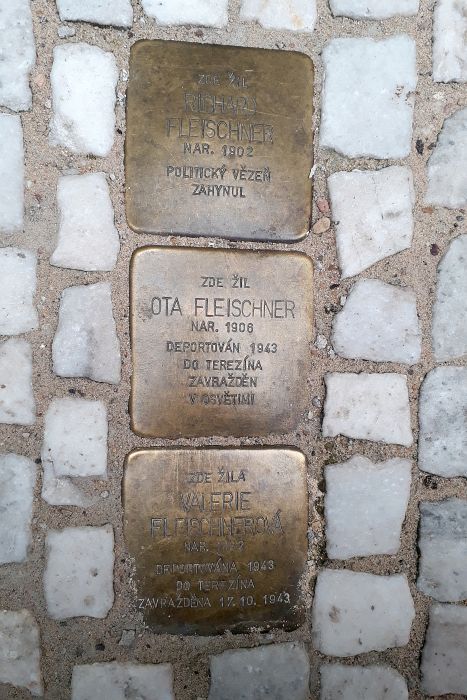 ZDE ŽIL
RICHARD
FLEISCHNER
NAR. 1902
POLITICKÝ VĚZEŇ
ZAHYNUL
ZDE ŽIL
OTA FLEISCHNER
NAR. 1906
DEPORTOVÁN 1943
DO TEREZÍNA
ZAVRAŽDĚN
V OSVĚTIMI
ZDE ŽILA
VALERIE
FLEISCHNEROVÁ
NAR.
DEPORTOVÁNA 1943
DO TEREZÍNA
ZAVRAŽDĚNA 17. 10. 1943